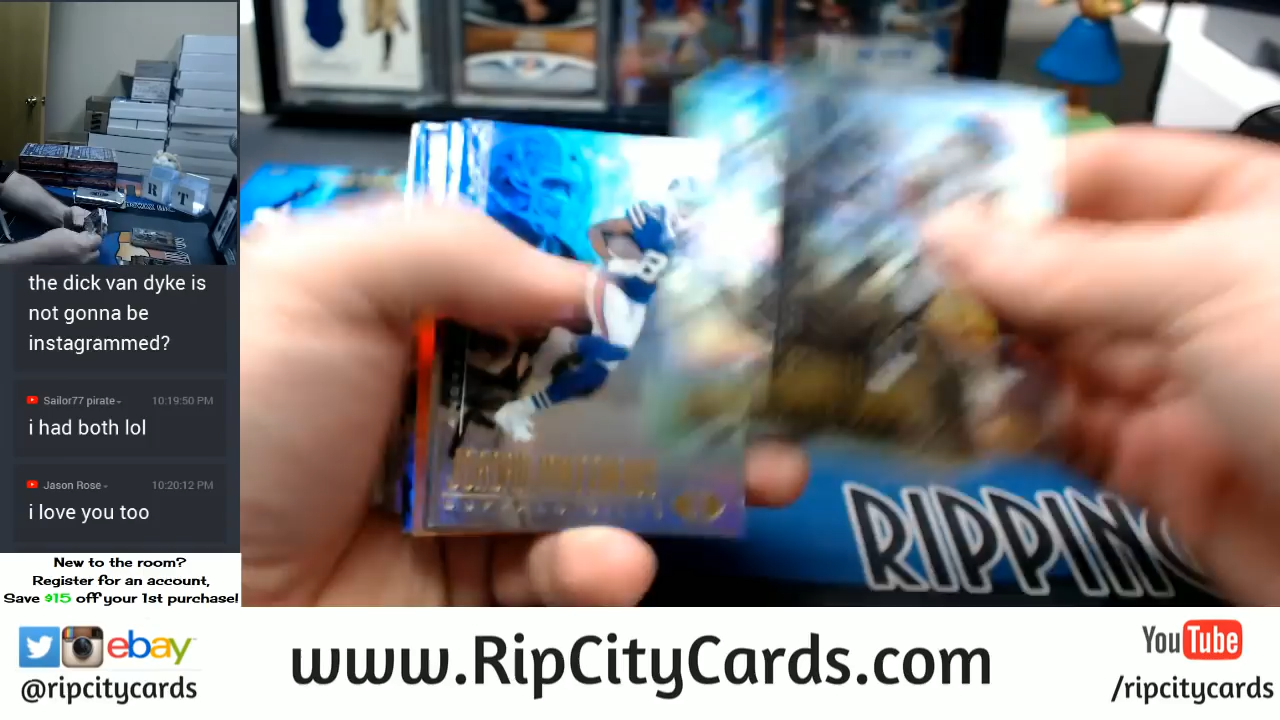 the dick van dyke is
not gonna be
instagrammed?
Sailor77 pirate 10:19:50 PM
i had both lol
Jason Rose 10:20:12 PM
i love you too
New to the room?
Register for an account,
Save $15 off your 1st purchase!
ebay
@ripcitycards
www.RipCityCards.com
YouTube
/ripcitycards
RIPPING
R T